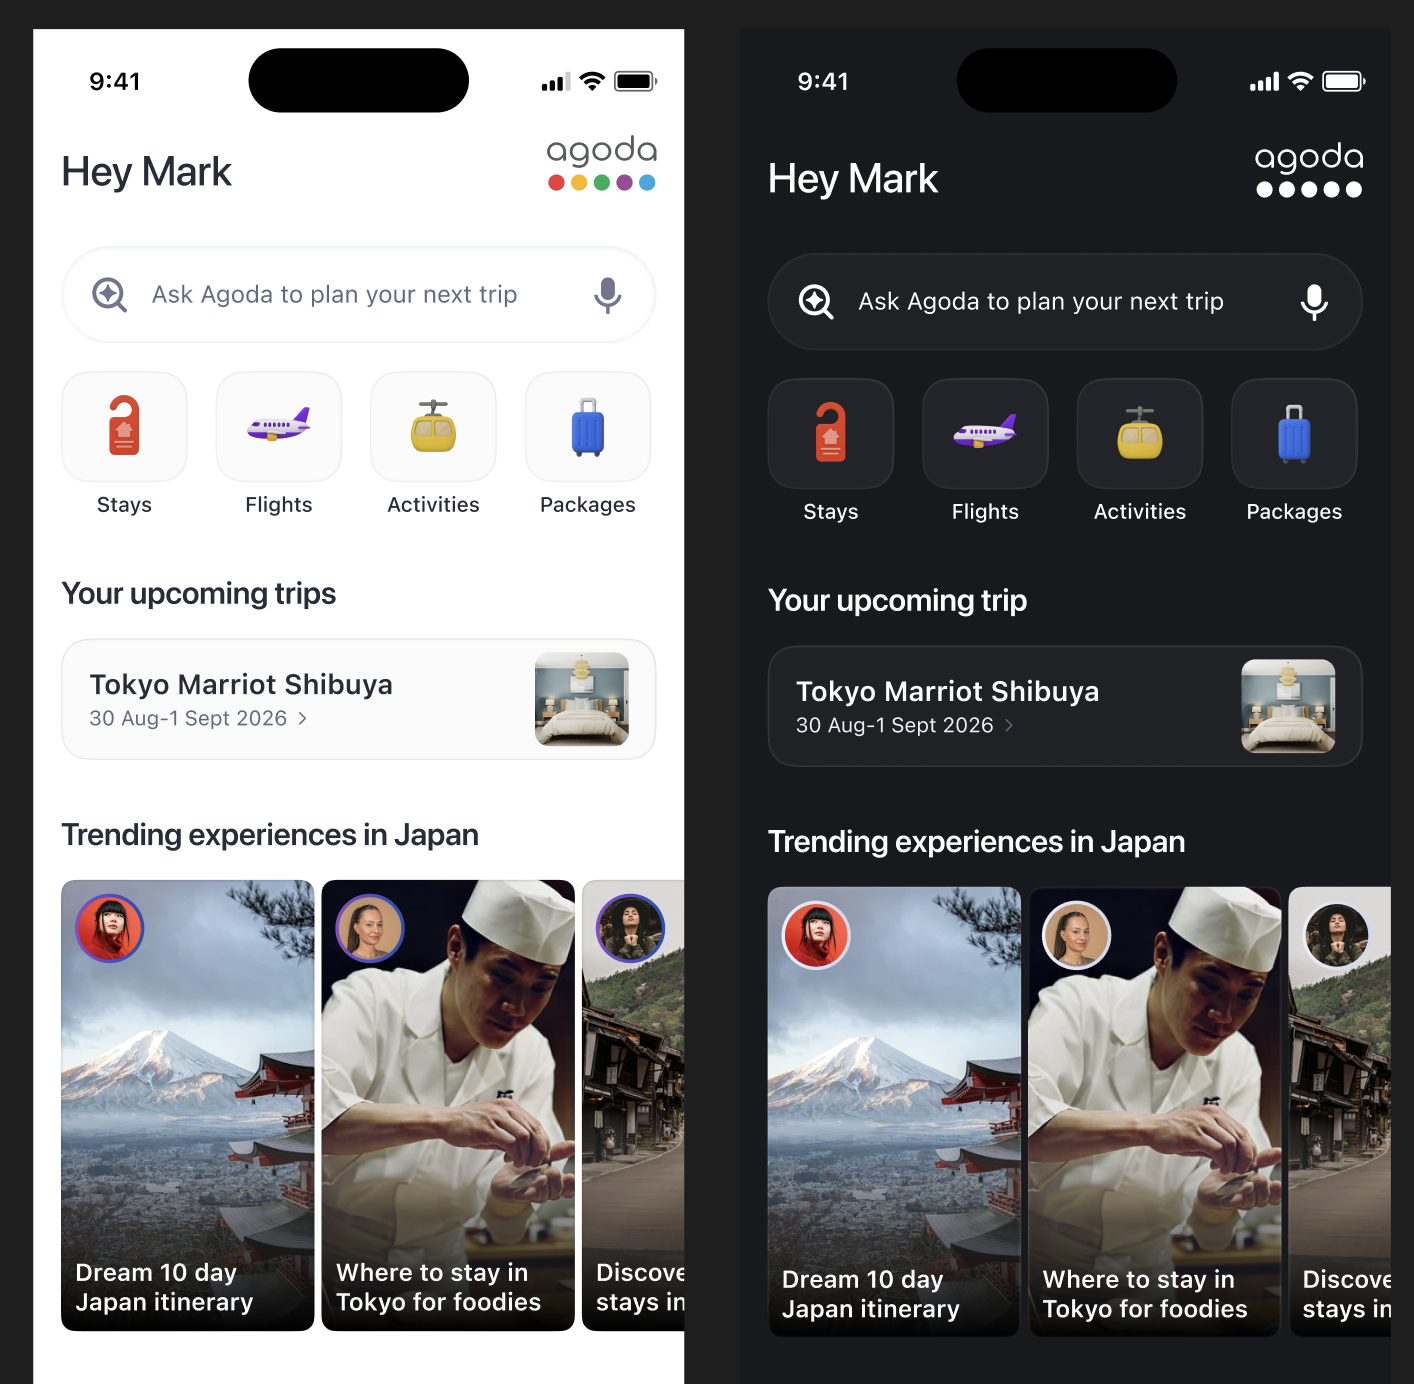 9:41
agoda
Hey Mark
Ask Agoda to plan your next trip
Stays
Flights
Activities
Packages
Your upcoming trips
Tokyo Marriot Shibuya
30 Aug-1 Sept 2026
Trending experiences in Japan
Dream 10 day
Japan itinerary
Where to stay in
Tokyo for foodies
Discove
stays in
9:41
agoda
Hey Mark
Ask Agoda to plan your next trip
Stays
Flights
Activities
Packages
Your upcoming trip
Tokyo Marriot Shibuya
30 Aug-1 Sept 2026
Trending experiences in Japan
Dream 10 day
Japan itinerary
Where to stay in
Tokyo for foodies
Discove
stays in